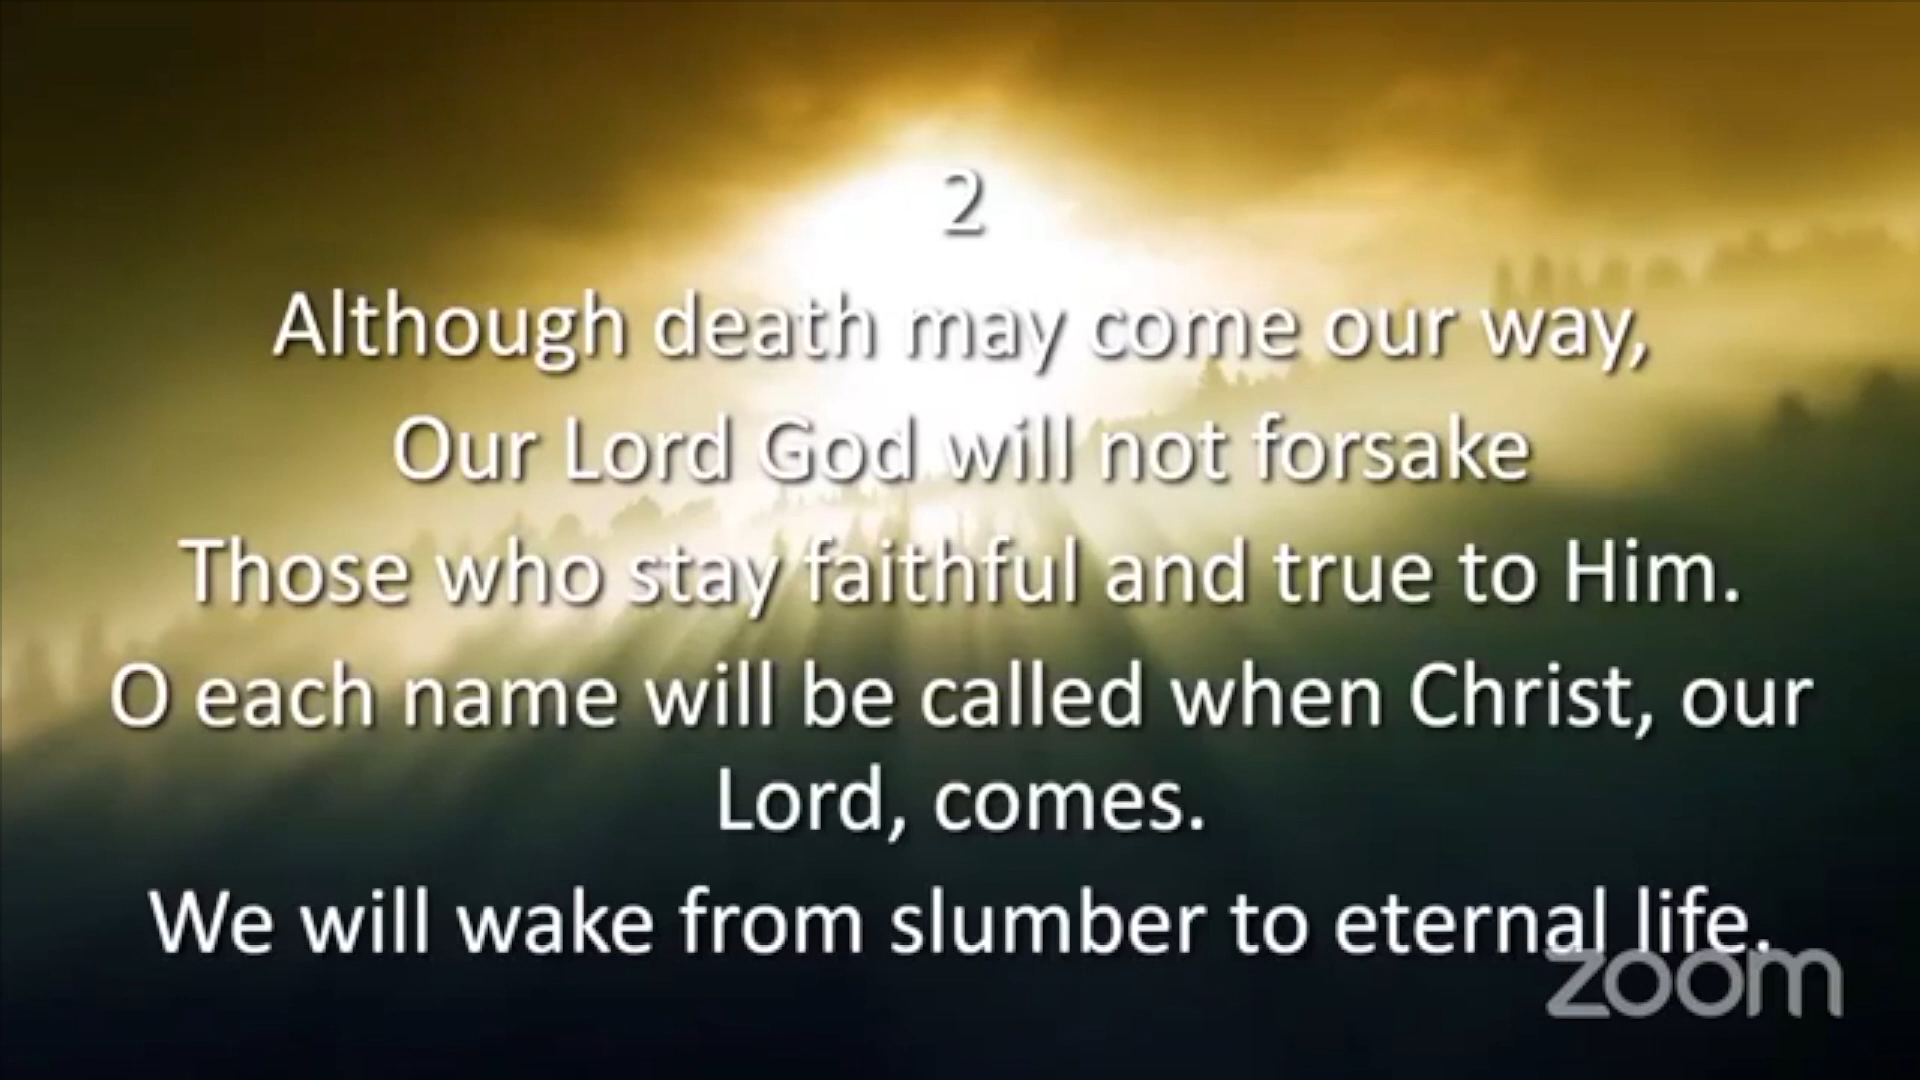 2
Although death may come our way,
Our Lord God will not forsake
Those who stay faithful and true to Him.
O each name will be called when Christ, our
Lord, comes.
We will wake from slumber to eternal life.
zoom